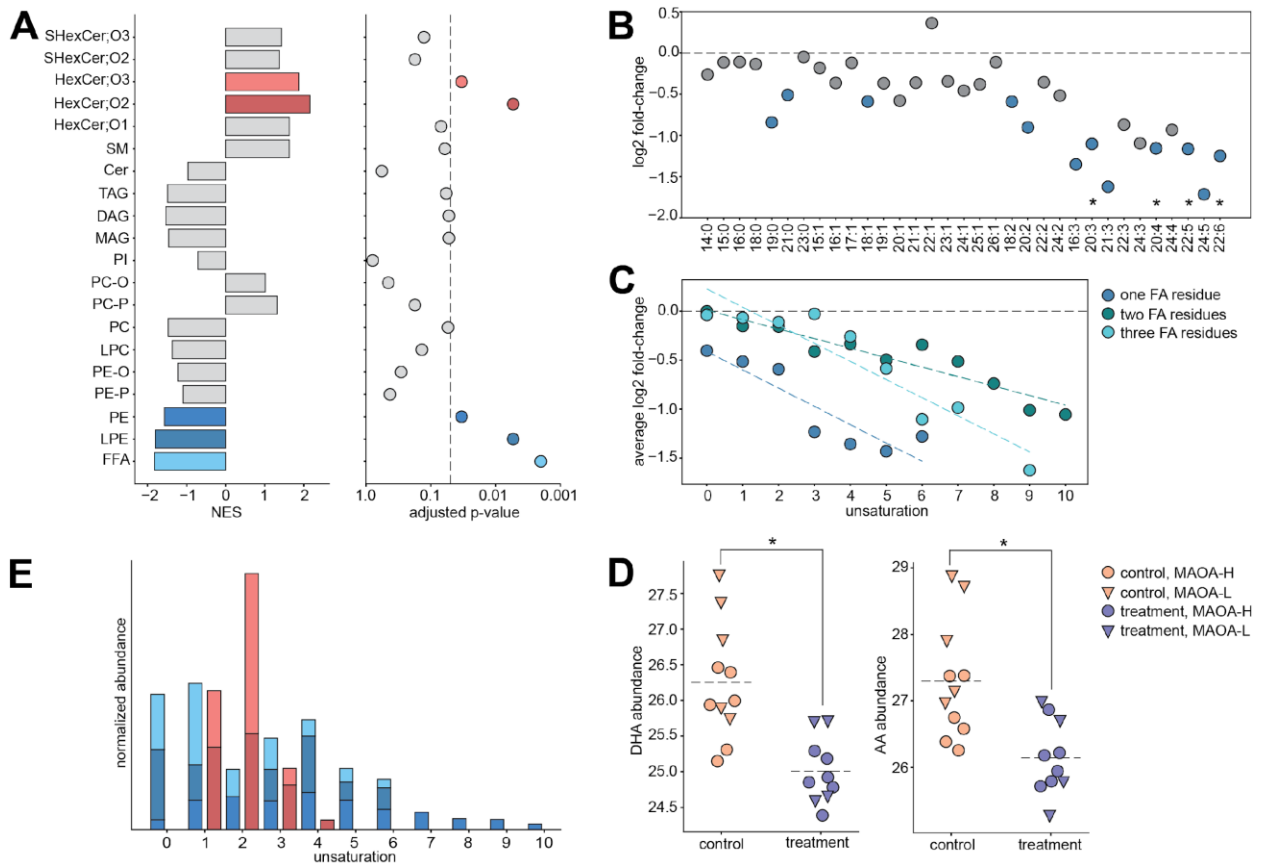 A
SHexCer;O3
SHexCer;O2
HexCer;O3
HexCer;O2
HexCer;O1
SM
Cer
TAG
DAG
MAG
PI
PC-O
PC-P
PC
LPC
PE-O
PE-P
PE
LPE
FFA
−2 −1 0 1 2
NES
1.0 0.1 0.01 0.001
adjusted p-value
B
log2 fold-change
0.5
0.0
−0.5
−1.0
−1.5
−2.0
* * * *
14:0 15:0 16:0 18:0 19:0 21:0 23:0 15:1 16:1 17:1 18:1 19:1 20:1 21:1 22:1 23:1 24:1 25:1 26:1 18:2 20:2 22:2 24:2 16:3 20:3 21:3 22:3 24:3 20:4 24:4 22:5 24:5 22:6
C
average log2 fold-change
0.0
−0.5
−1.0
−1.5
0 1 2 3 4 5 6 7 8 9 10
unsaturation
one FA residue
two FA residues
three FA residues
E
normalized abundance
0 1 2 3 4 5 6 7 8 9 10
unsaturation
D
DHA abundance
27.5
27.0
26.5
26.0
25.5
25.0
24.5
*
control treatment
AA abundance
29
28
27
26
*
control treatment
control, MAOA-H
control, MAOA-L
treatment, MAOA-H
treatment, MAOA-L